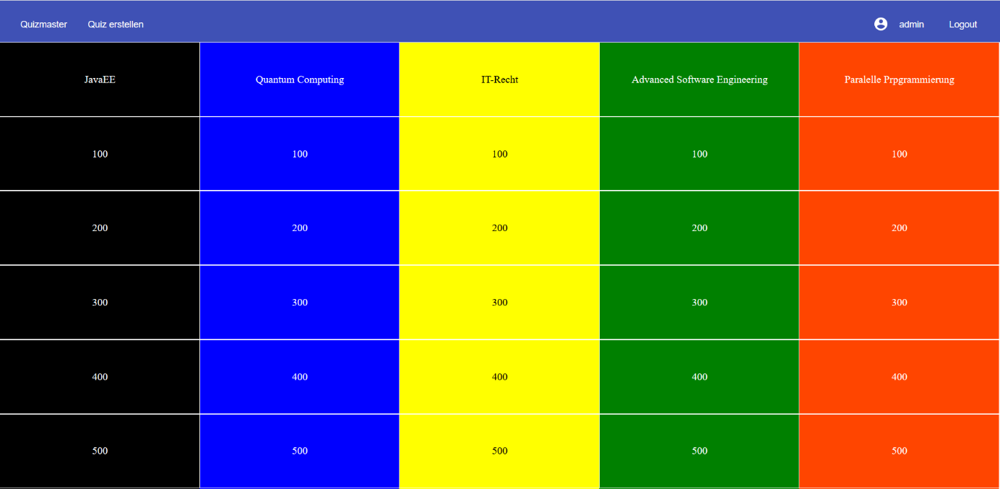 Quizmaster Quiz erstellen admin Logout
JavaEE Quantum Computing IT-Recht Advanced Software Engineering Paralelle Prpgrammierung
100 100 100 100 100
200 200 200 200 200
300 300 300 300 300
400 400 400 400 400
500 500 500 500 500